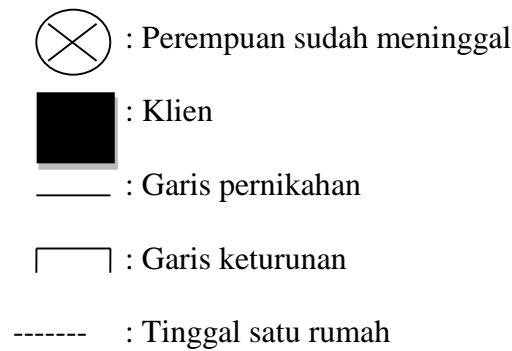 : Perempuan sudah meninggal
: Klien
: Garis pernikahan
: Garis keturunan
: Tinggal satu rumah